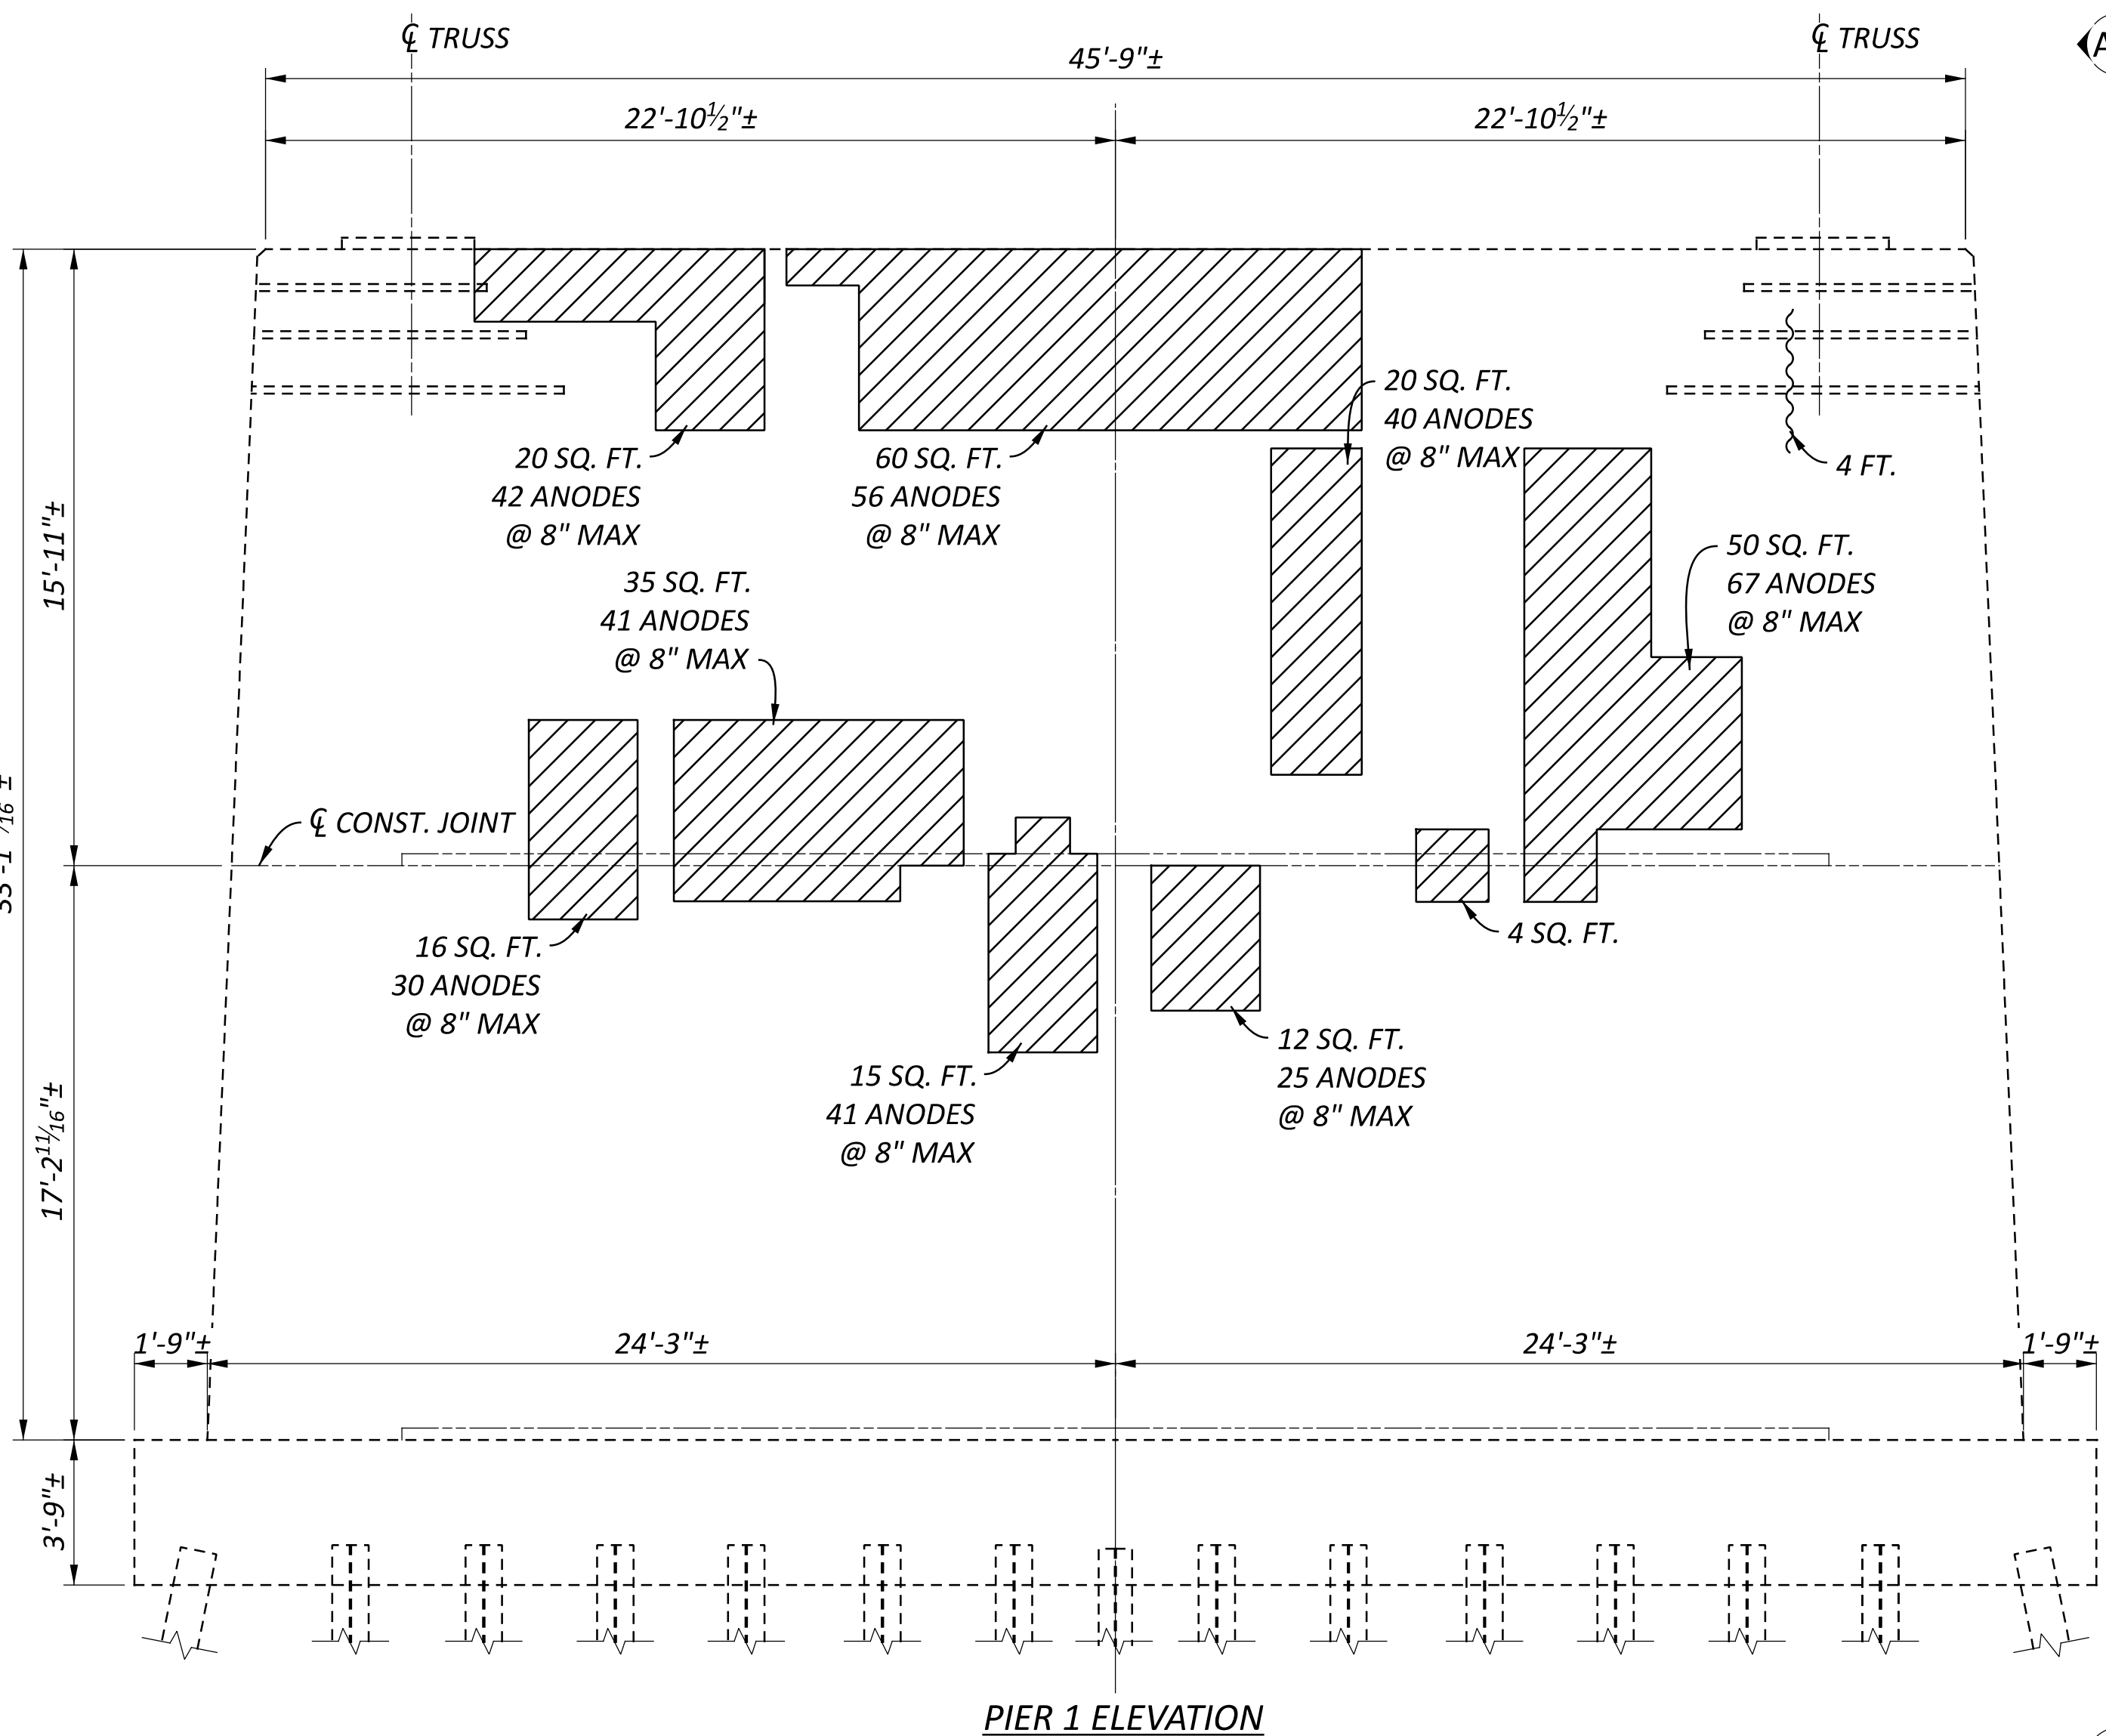 ℄ TRUSS
℄ TRUSS
A
45'-9"±
22'-10½"±
22'-10½"±
20 SQ. FT.
42 ANODES
@ 8" MAX
60 SQ. FT.
56 ANODES
@ 8" MAX
20 SQ. FT.
40 ANODES
@ 8" MAX
4 FT.
50 SQ. FT.
67 ANODES
@ 8" MAX
35 SQ. FT.
41 ANODES
@ 8" MAX
15'-11"±
℄ CONST. JOINT
16 SQ. FT.
30 ANODES
@ 8" MAX
4 SQ. FT.
15 SQ. FT.
41 ANODES
@ 8" MAX
12 SQ. FT.
25 ANODES
@ 8" MAX
17'-2 11/16"±
1'-9"±
24'-3"±
24'-3"±
1'-9"±
3'-9"±
PIER 1 ELEVATION